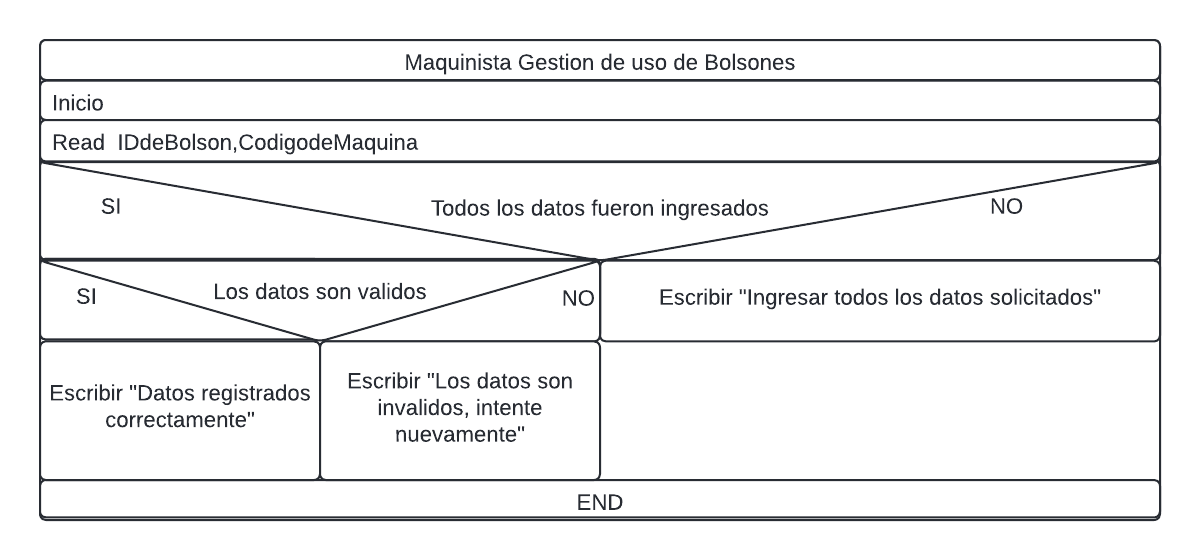 Maquinista Gestion de uso de Bolsones
Inicio
Read  IDdeBolson,CodigodeMaquina
SI
Todos los datos fueron ingresados
NO
SI
Los datos son validos
NO
Escribir "Ingresar todos los datos solicitados"
Escribir "Datos registrados
correctamente"
Escribir "Los datos son
invalidos, intente
nuevamente"
END